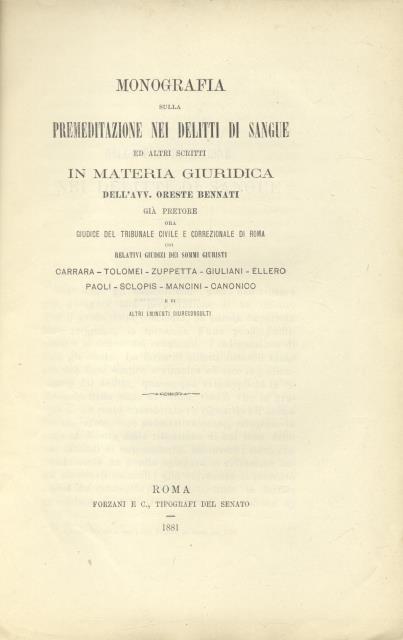 MONOGRAFIA
SULLA
PREMEDITAZIONE NEI DELITTI DI SANGUE
ED ALTRI SCRITTI
IN MATERIA GIURIDICA
DELL'AVV. ORESTE BENNATI
GIÀ PRETORE
ORA
GIUDICE DEL TRIBUNALE CIVILE E CORREZIONALE DI ROMA
COI
RELATIVI GIUDIZI DEI SOMMI GIURISTI
CARRARA – TOLOMEI – ZUPPETTA – GIULIANI – ELLERO
PAOLI – SCLOPIS – MANCINI – CANONICO
E DI
ALTRI EMINENTI GIURECONSULTI
ROMA
FORZANI E C., TIPOGRAFI DEL SENATO
1881